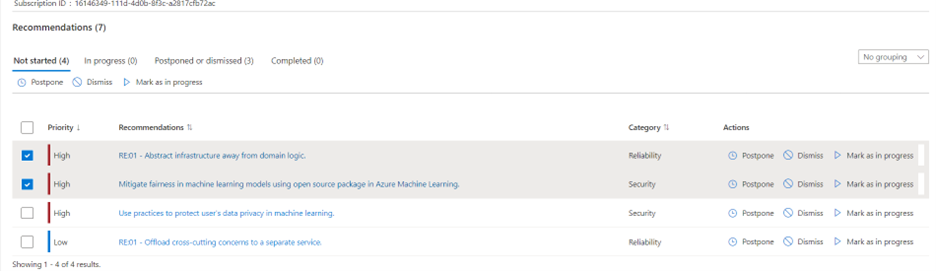 Subscription ID : 16146349-111d-4d0b-8f3c-a2817cfb72ac
Recommendations (7)
Not started (4) In progress (0) Postponed or dismissed (3) Completed (0) No grouping
Postpone Dismiss Mark as in progress
Priority ↓ Recommendations ↑↓ Category ↑↓ Actions
High RE:01 - Abstract infrastructure away from domain logic. Reliability Postpone Dismiss Mark as in progress
High Mitigate fairness in machine learning models using open source package in Azure Machine Learning. Security Postpone Dismiss Mark as in progress
High Use practices to protect user's data privacy in machine learning. Security Postpone Dismiss Mark as in progress
Low RE:01 - Offload cross-cutting concerns to a separate service. Reliability Postpone Dismiss Mark as in progress
Showing 1 - 4 of 4 results.